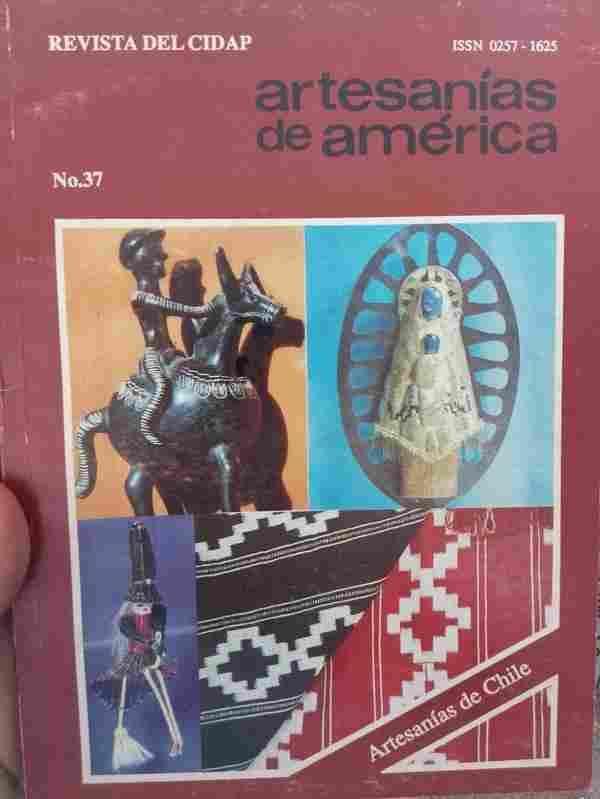 REVISTA DEL CIDAP
ISSN 0257-1625
artesanías
de américa
No.37
Artesanías de Chile